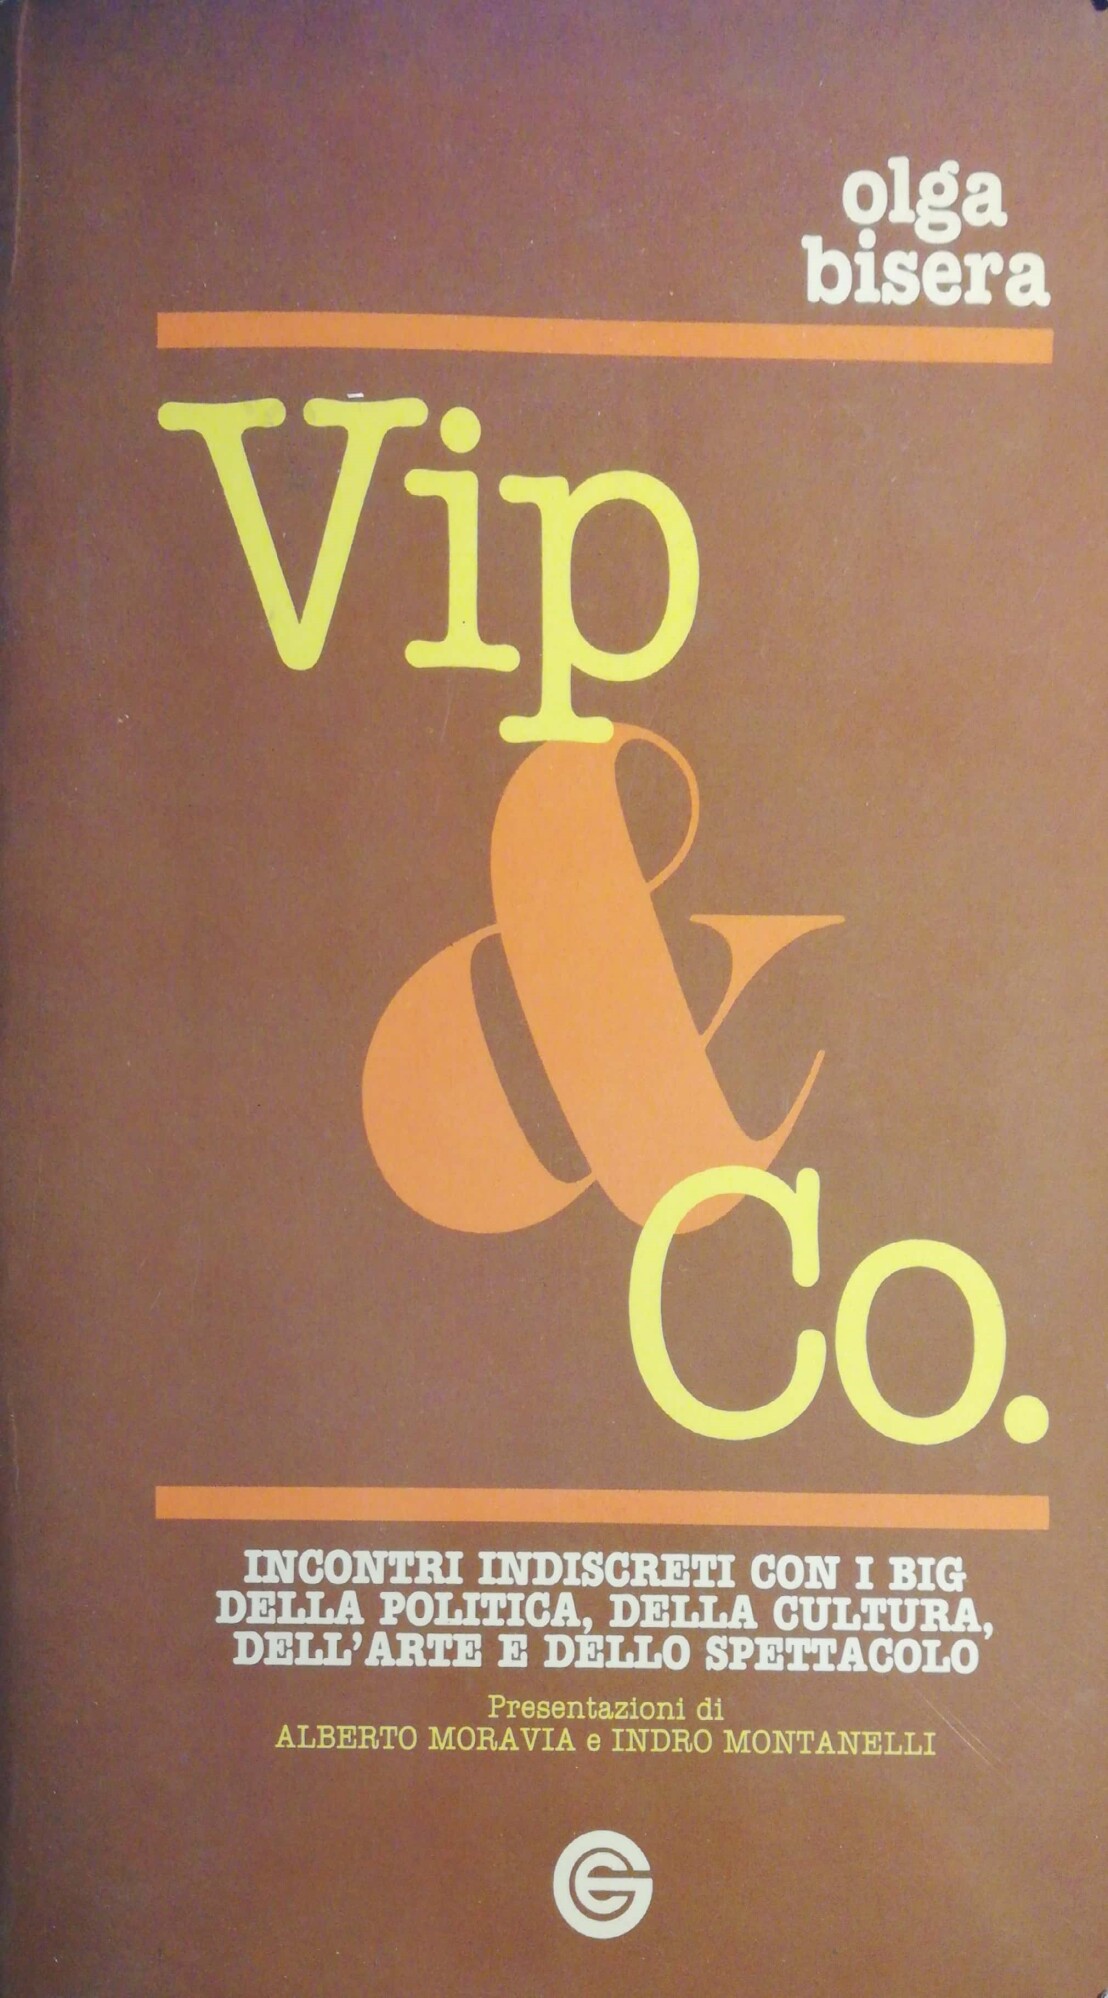 olga
bisera
Vip
&
Co.
INCONTRI INDISCRETI CON I BIG
DELLA POLITICA, DELLA CULTURA,
DELL'ARTE E DELLO SPETTACOLO
Presentazioni di
ALBERTO MORAVIA e INDRO MONTANELLI